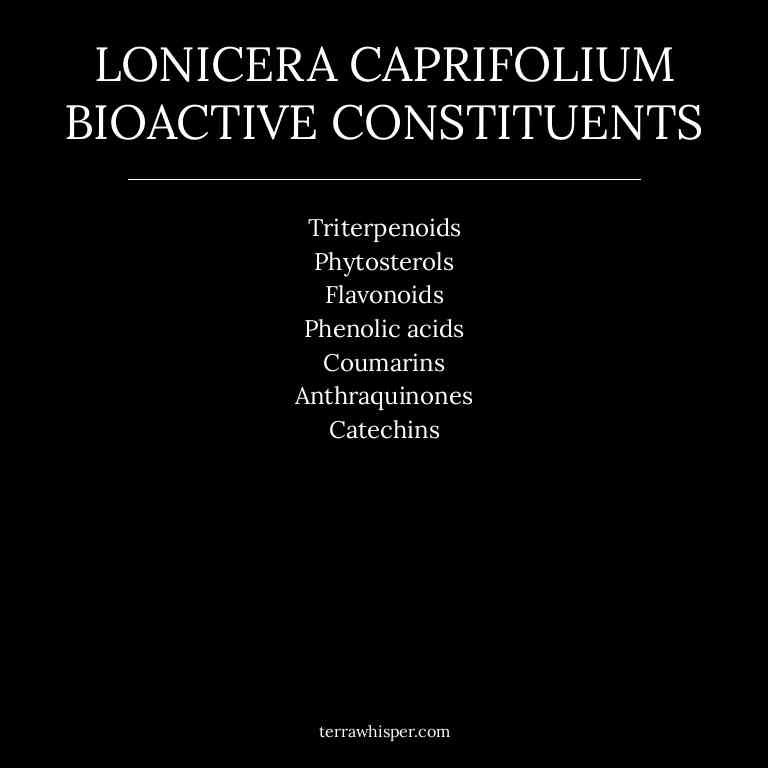 LONICERA CAPRIFOLIUM
BIOACTIVE CONSTITUENTS
Triterpenoids
Phytosterols
Flavonoids
Phenolic acids
Coumarins
Anthraquinones
Catechins
terrawhisper.com